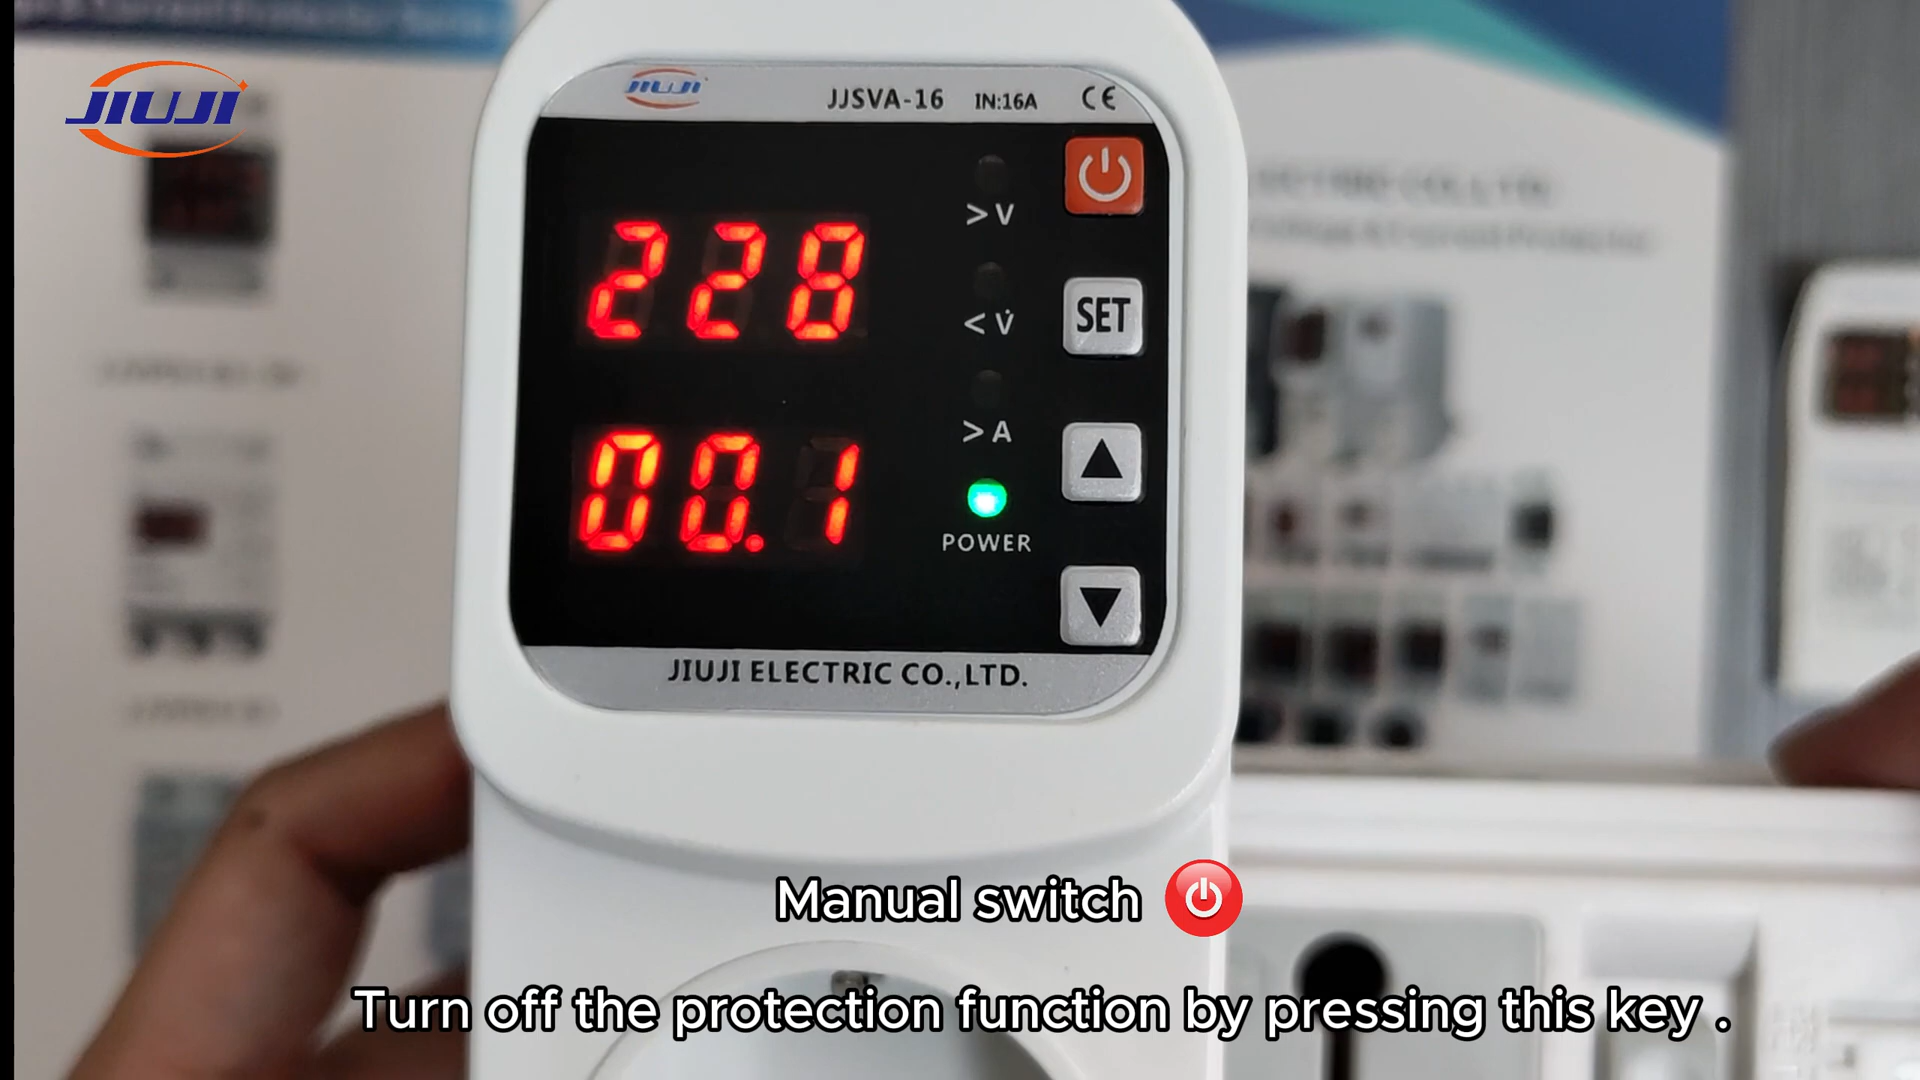 JIUJI
JIUJI
JJSVA-16 IN:16A CE
228
>V
<V
SET
00.1
>A
POWER
JIUJI ELECTRIC CO.,LTD.
Manual switch
Turn off the protection function by pressing this key .